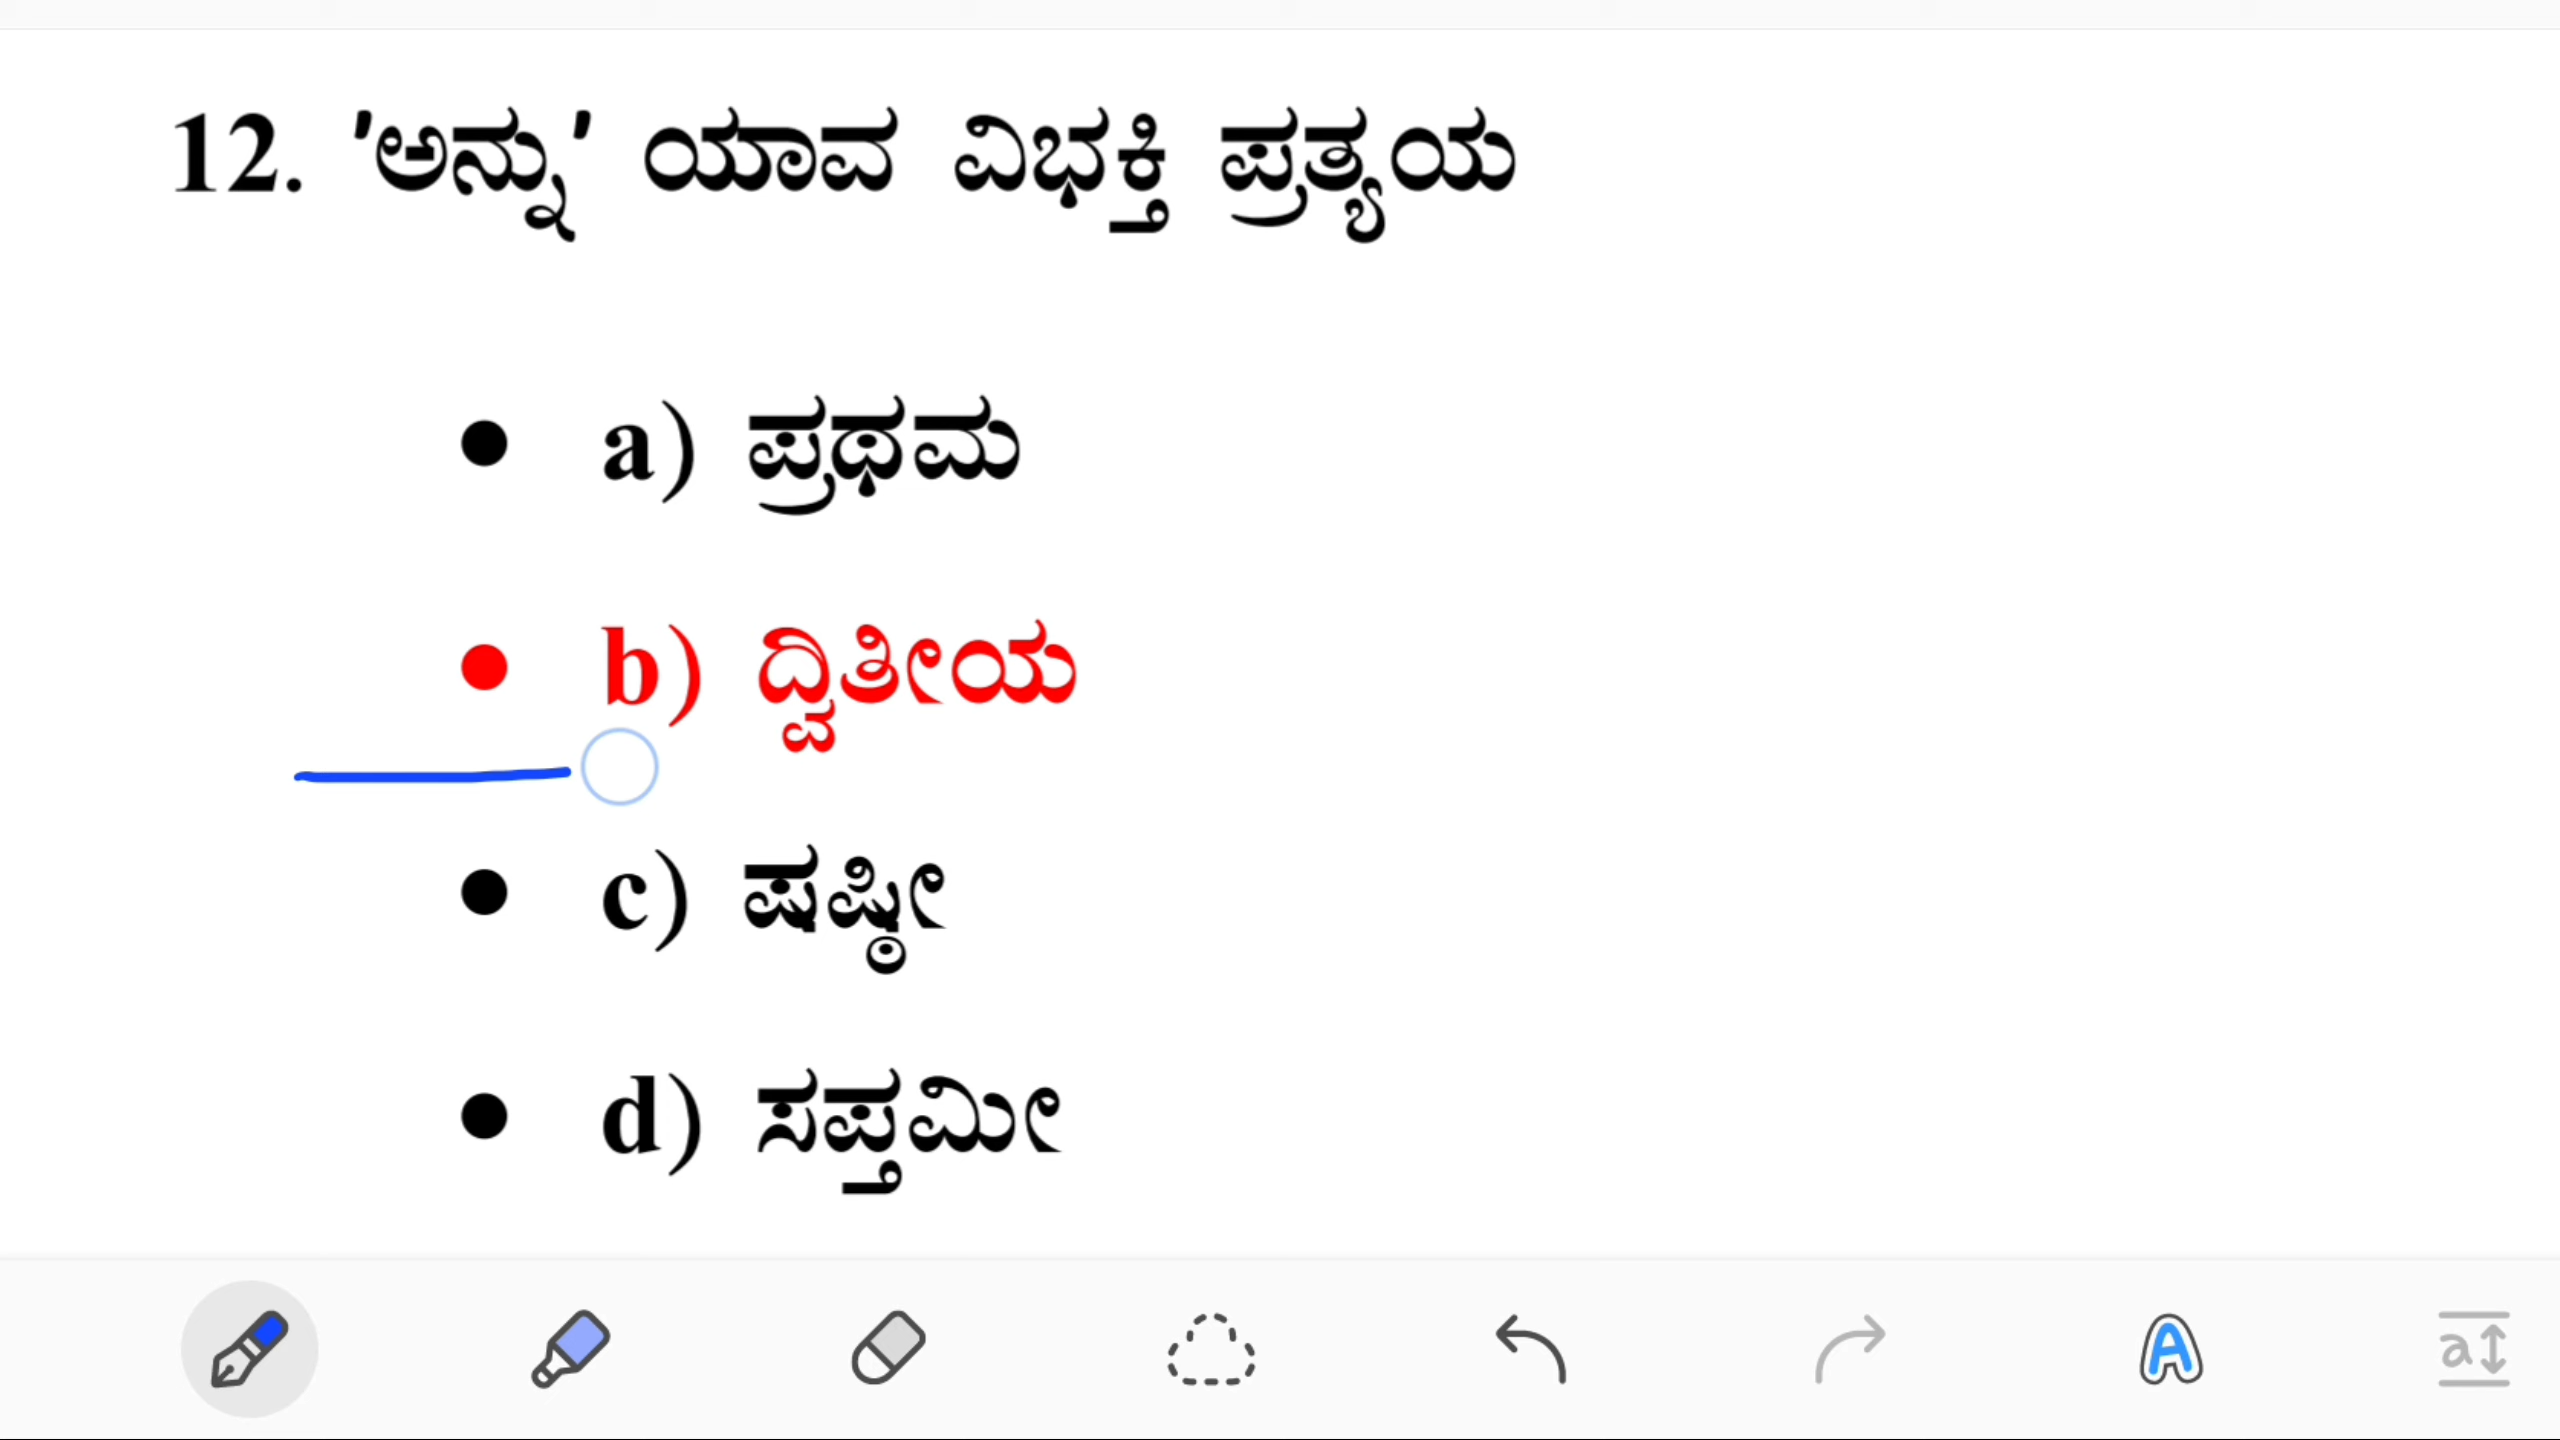 12. 'ಅನ್ನು' ಯಾವ ವಿಭಕ್ತಿ ಪ್ರತ್ಯಯ
• a) ಪ್ರಥಮ
• b) ದ್ವಿತೀಯ
• c) ಷಷ್ಠೀ
• d) ಸಪ್ತಮೀ